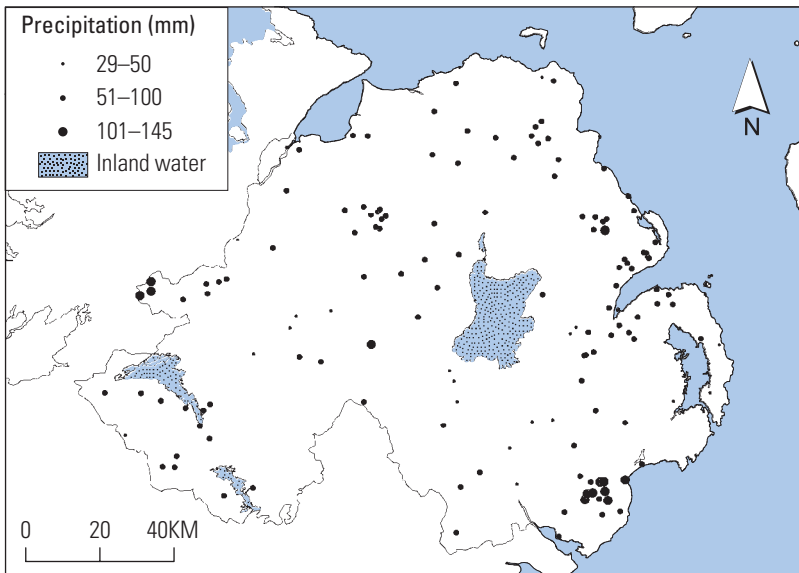 Precipitation (mm)
29–50
51–100
101–145
Inland water
N
0 20 40KM